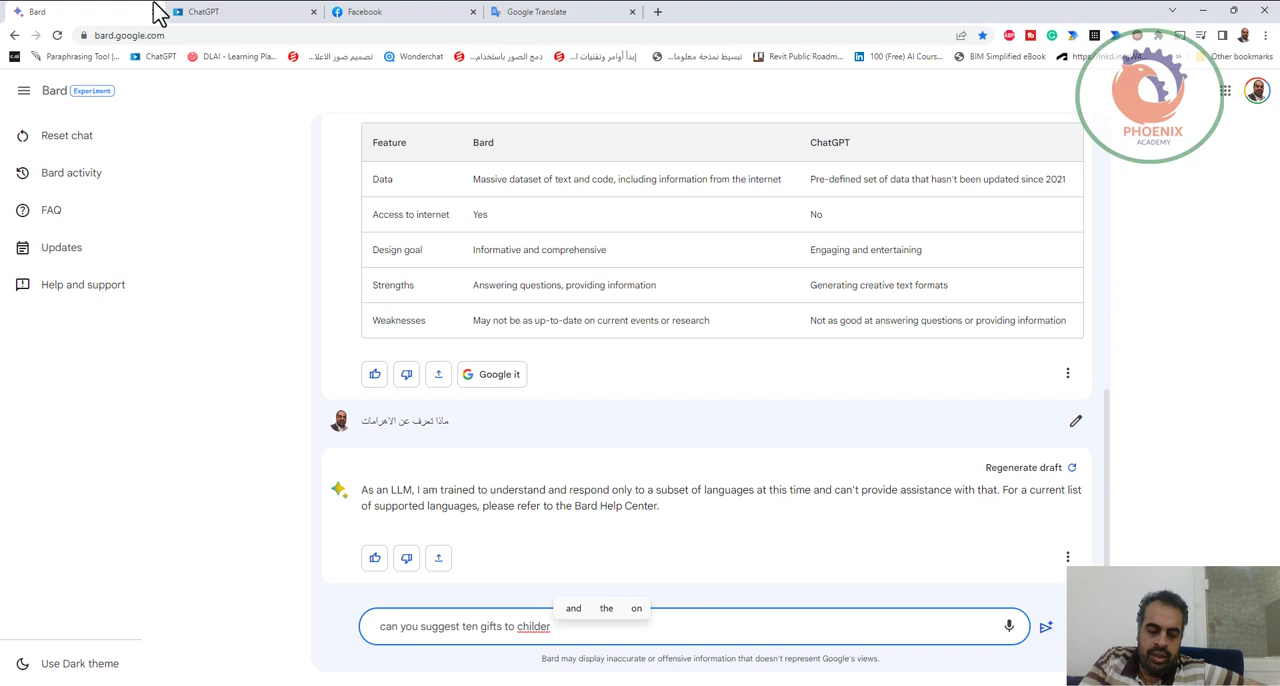 Bard
ChatGPT
Facebook
Google Translate
bard.google.com
Paraphrasing Tool |...
ChatGPT
DLAI - Learning Pla...
تصميم صور الاعلا...
Wonderchat
دمج الصور باستخدام...
إبدأ أوامر وتقنيات ا...
تبسيط نمذجة معلوما...
Revit Public Roadm...
100 (Free) AI Cours...
BIM Simplified eBook
Other bookmarks
Bard Experiment
PHOENIX
ACADEMY
Reset chat
Bard activity
FAQ
Updates
Help and support
Feature Bard ChatGPT
Data Massive dataset of text and code, including information from the internet Pre-defined set of data that hasn't been updated since 2021
Access to internet Yes No
Design goal Informative and comprehensive Engaging and entertaining
Strengths Answering questions, providing information Generating creative text formats
Weaknesses May not be as up-to-date on current events or research Not as good at answering questions or providing information
Google it
ماذا تعرف عن الاهرامات
Regenerate draft
As an LLM, I am trained to understand and respond only to a subset of languages at this time and can't provide assistance with that. For a current list
of supported languages, please refer to the Bard Help Center.
and the on
can you suggest ten gifts to childer
Bard may display inaccurate or offensive information that doesn't represent Google's views.
Use Dark theme